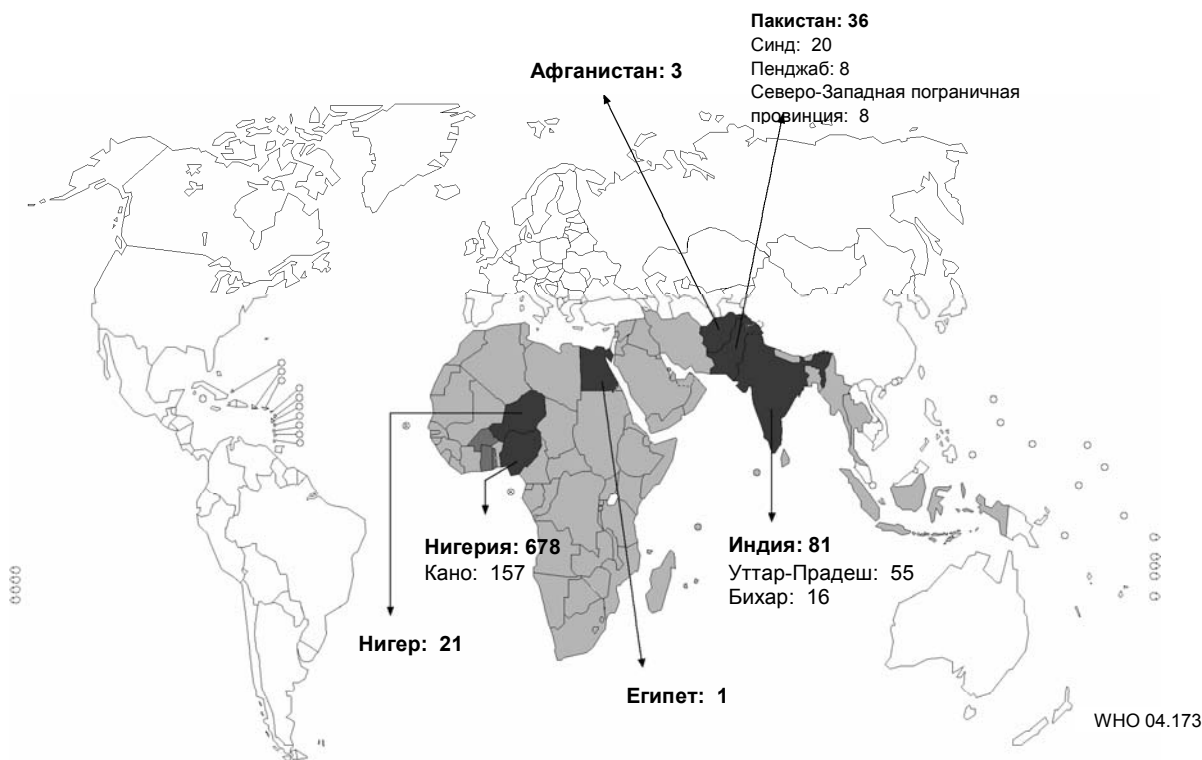 Пакистан: 36
Синд: 20
Пенджаб: 8
Северо-Западная пограничная
провинция: 8
Афганистан: 3
Нигерия: 678
Кано: 157
Индия: 81
Уттар-Прадеш: 55
Бихар: 16
Нигер: 21
Египет: 1
WHO 04.173